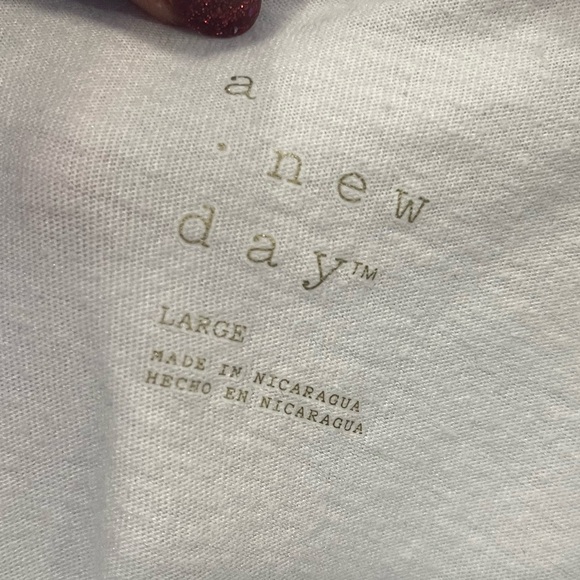 a
. new
day™
LARGE
MADE IN NICARAGUA
HECHO EN NICARAGUA